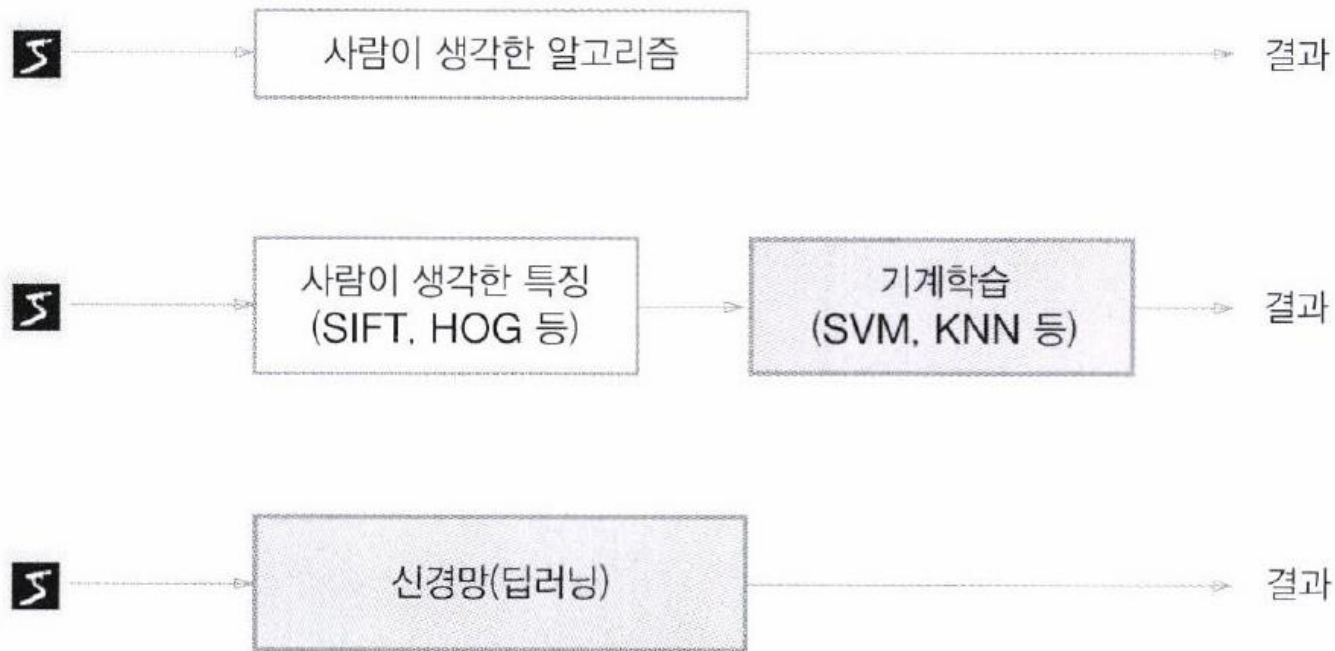 5
사람이 생각한 알고리즘
결과
5
사람이 생각한 특징
(SIFT, HOG 등)
기계학습
(SVM, KNN 등)
결과
5
신경망(딥러닝)
결과